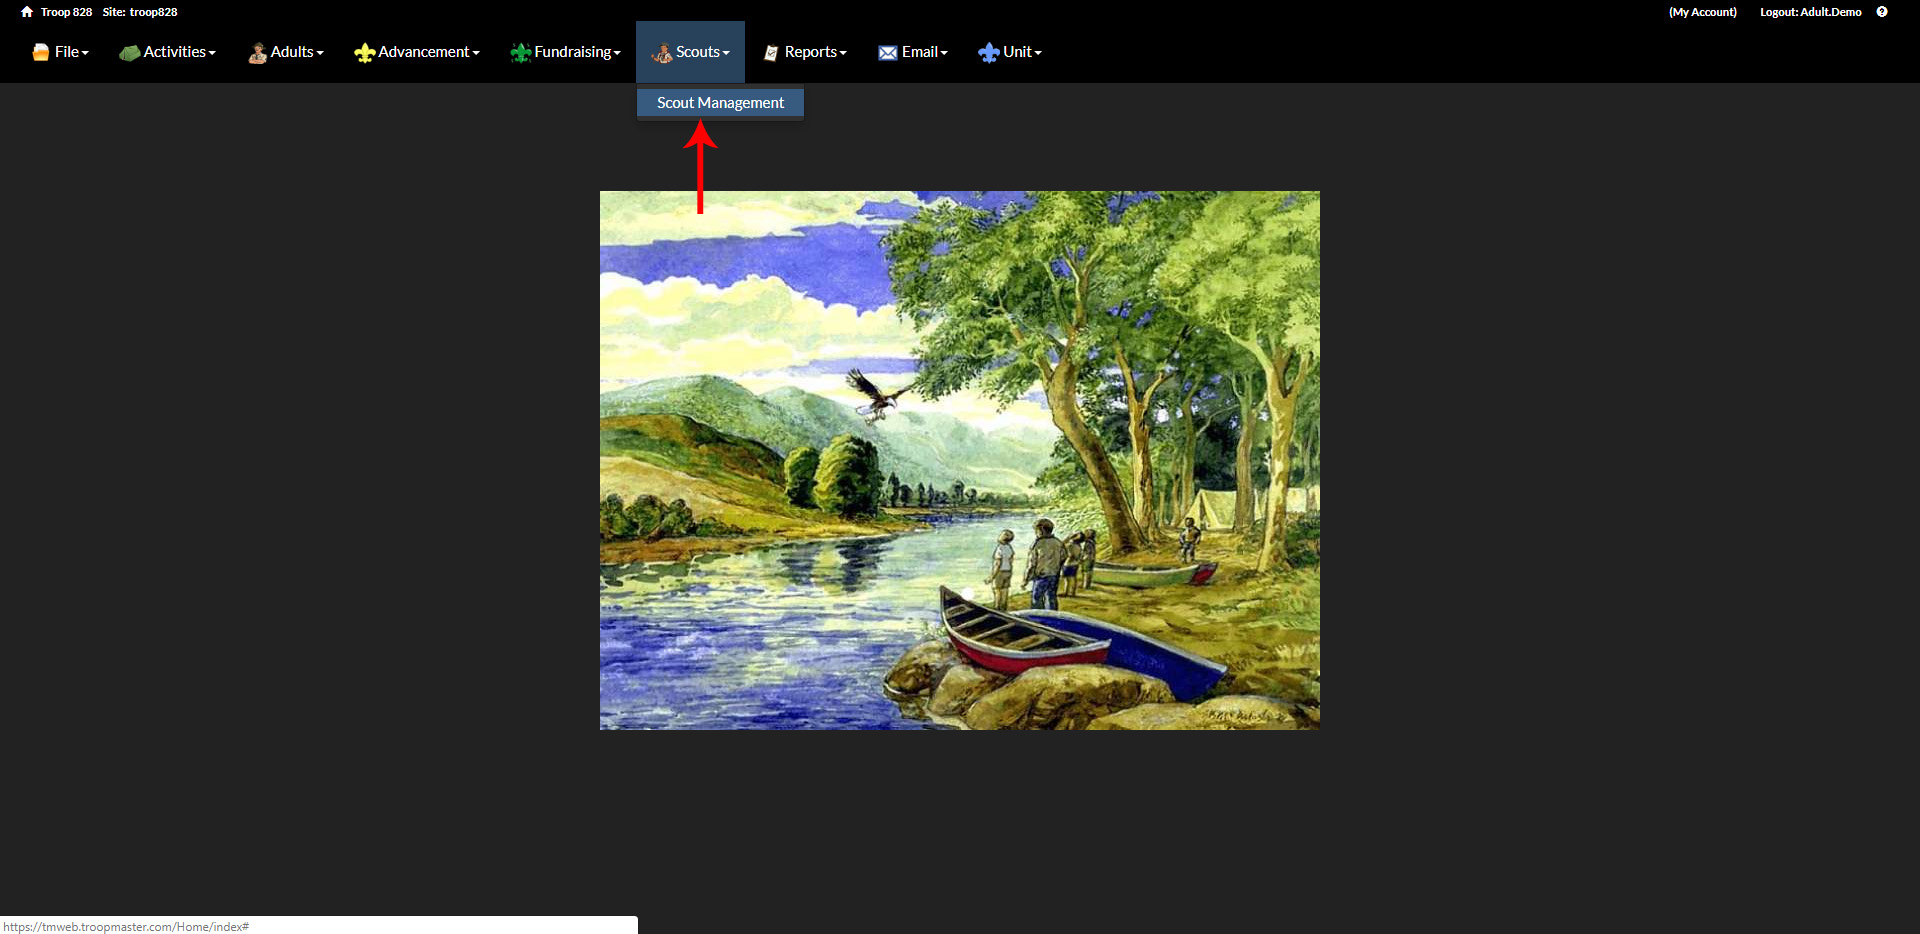 Troop 828 Site: troop828 (My Account) Logout: Adult.Demo
File Activities Adults Advancement Fundraising Scouts Reports Email Unit
Scout Management
https://tmweb.troopmaster.com/Home/index#